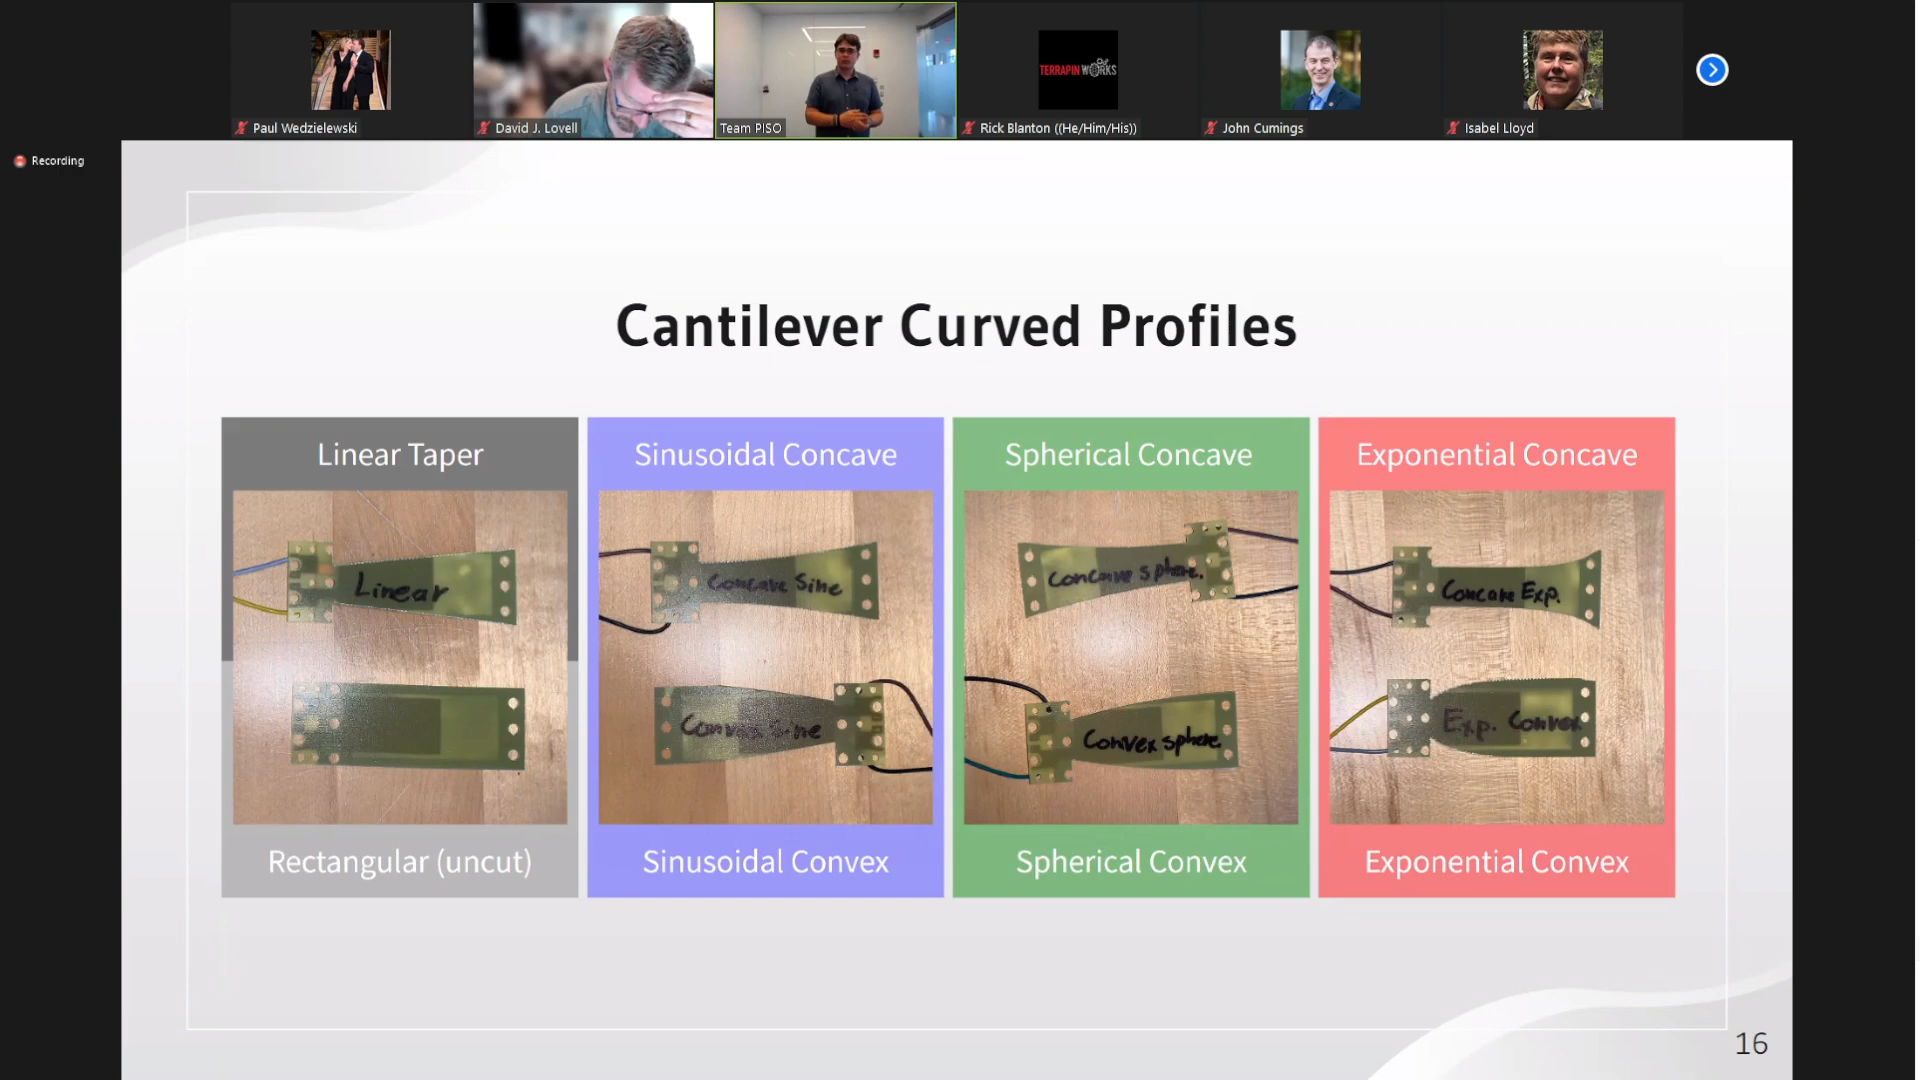 Paul Wedzielewski
David J. Lovell
Team PISO
TERRAPIN WORKS
Rick Blanton ((He/Him/His))
John Cumings
Isabel Lloyd
Recording
Cantilever Curved Profiles
Linear Taper
Sinusoidal Concave
Spherical Concave
Exponential Concave
Linear
Concave Sine
Concave sphere.
Concave Exp.
Convex Sine
Convex sphere
Exp. Convex
Rectangular (uncut)
Sinusoidal Convex
Spherical Convex
Exponential Convex
16